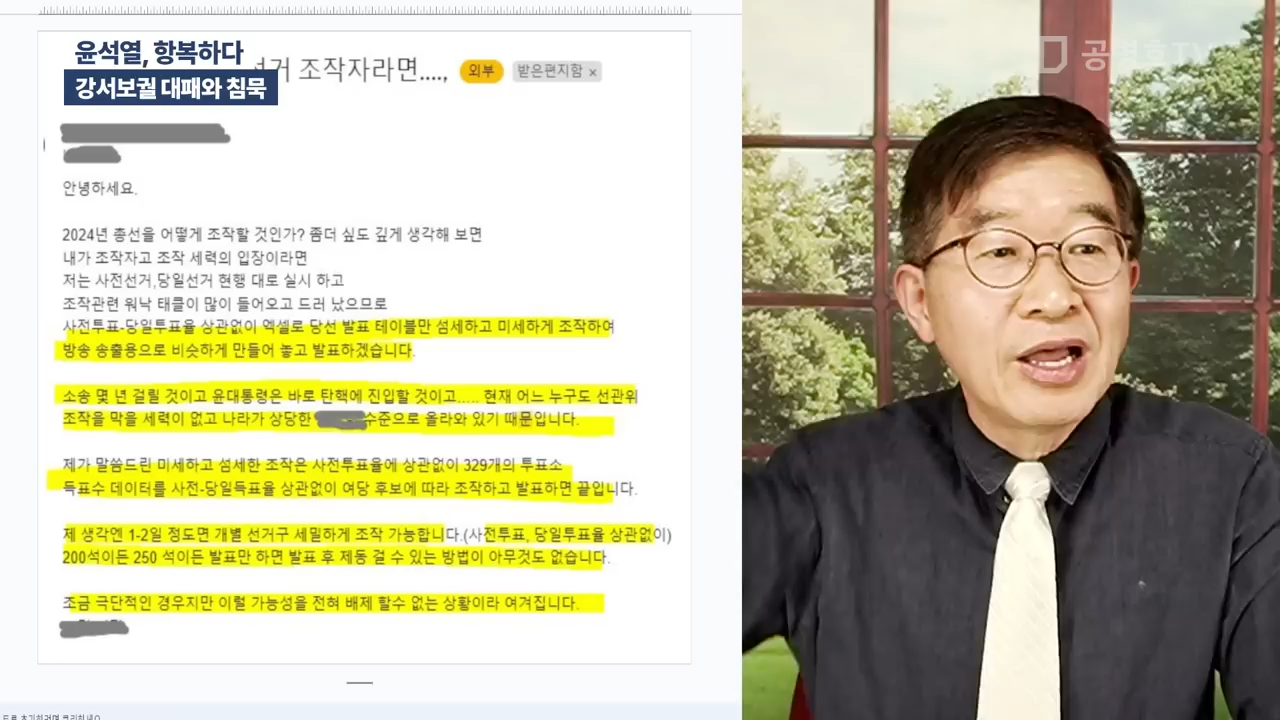 윤석열, 항복하다
강서보궐 대패와 침묵
조작자라면....,
외부
받은편지함 ×
공병호TV
안녕하세요.
2024년 총선을 어떻게 조작할 것인가? 좀더 싶도 깊게 생각해 보면
내가 조작자고 조작 세력의 입장이라면
저는 사전선거,당일선거 현행 대로 실시 하고
조작관련 워낙 태클이 많이 들어오고 드러 났으므로
사전투표-당일투표율 상관없이 엑셀로 당선 발표 테이블만 섬세하고 미세하게 조작하여
방송 송출용으로 비슷하게 만들어 놓고 발표하겠습니다.
소송 몇 년 걸릴 것이고 윤대통령은 바로 탄핵에 진입할 것이고..... 현재 어느 누구도 선관위
조작을 막을 세력이 없고 나라가 상당한 수준으로 올라와 있기 때문입니다.
제가 말씀드린 미세하고 섬세한 조작은 사전투표율에 상관없이 329개의 투표소
득표수 데이터를 사전-당일득표율 상관없이 여당 후보에 따라 조작하고 발표하면 끝입니다.
제 생각엔 1-2일 정도면 개별 선거구 세밀하게 조작 가능합니다.(사전투표, 당일투표율 상관없이)
200석이든 250 석이든 발표만 하면 발표 후 제동 걸 수 있는 방법이 아무것도 없습니다.
조금 극단적인 경우지만 이럴 가능성을 전혀 배제 할수 없는 상황이라 여겨집니다.